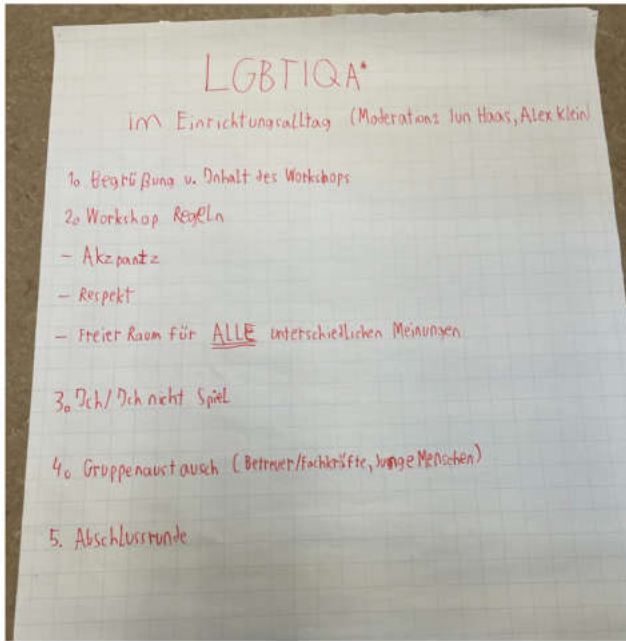 LGBTIQA*
im Einrichtungsalltag (Moderation: Jun Haas, Alex Klein)
1. Begrüßung u. Inhalt des Workshops
2. Workshop Regeln
- Akzpantz
- Respekt
- Freier Raum für ALLE unterschiedlichen Meinungen
3. Ich/Ich nicht Spiel
4. Gruppenaustausch (Betreuer/Fachkräfte, Junge Menschen)
5. Abschlussrunde